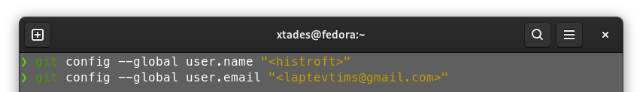 xtades@fedora:~
❯ git config --global user.name "<histroft>"
❯ git config --global user.email "<laptevtims@gmail.com>"